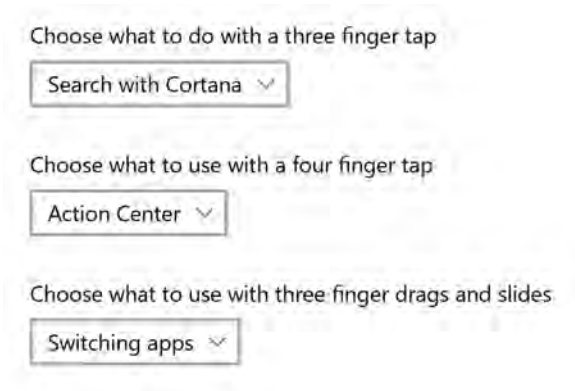 Choose what to do with a three finger tap
Search with Cortana
Choose what to use with a four finger tap
Action Center
Choose what to use with three finger drags and slides
Switching apps